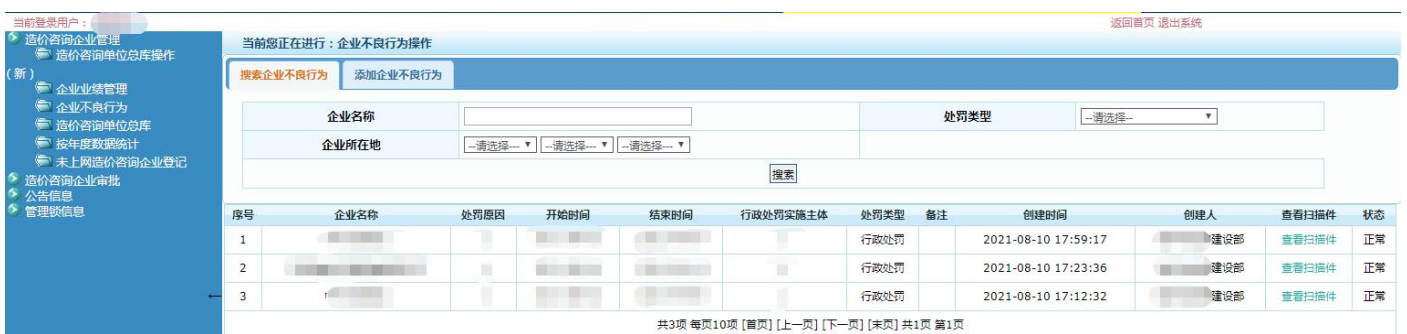 当前登录用户：
返回首页 退出系统
造价咨询企业管理
造价咨询单位总库操作
(新)
企业业绩管理
企业不良行为
造价咨询单位总库
按年度数据统计
未上网造价咨询企业登记
造价咨询企业审批
公告信息
管理锁信息
当前您正在进行：企业不良行为操作
搜索企业不良行为 添加企业不良行为
企业名称 处罚类型 --请选择--
企业所在地 --请选择--- --请选择--- --请选择---
搜索
序号 企业名称 处罚原因 开始时间 结束时间 行政处罚实施主体 处罚类型 备注 创建时间 创建人 查看扫描件 状态
1 行政处罚 2021-08-10 17:59:17 建设部 查看扫描件 正常
2 行政处罚 2021-08-10 17:23:36 建设部 查看扫描件 正常
3 行政处罚 2021-08-10 17:12:32 建设部 查看扫描件 正常
共3项 每页10项 [首页] [上一页] [下一页] [末页] 共1页 第1页